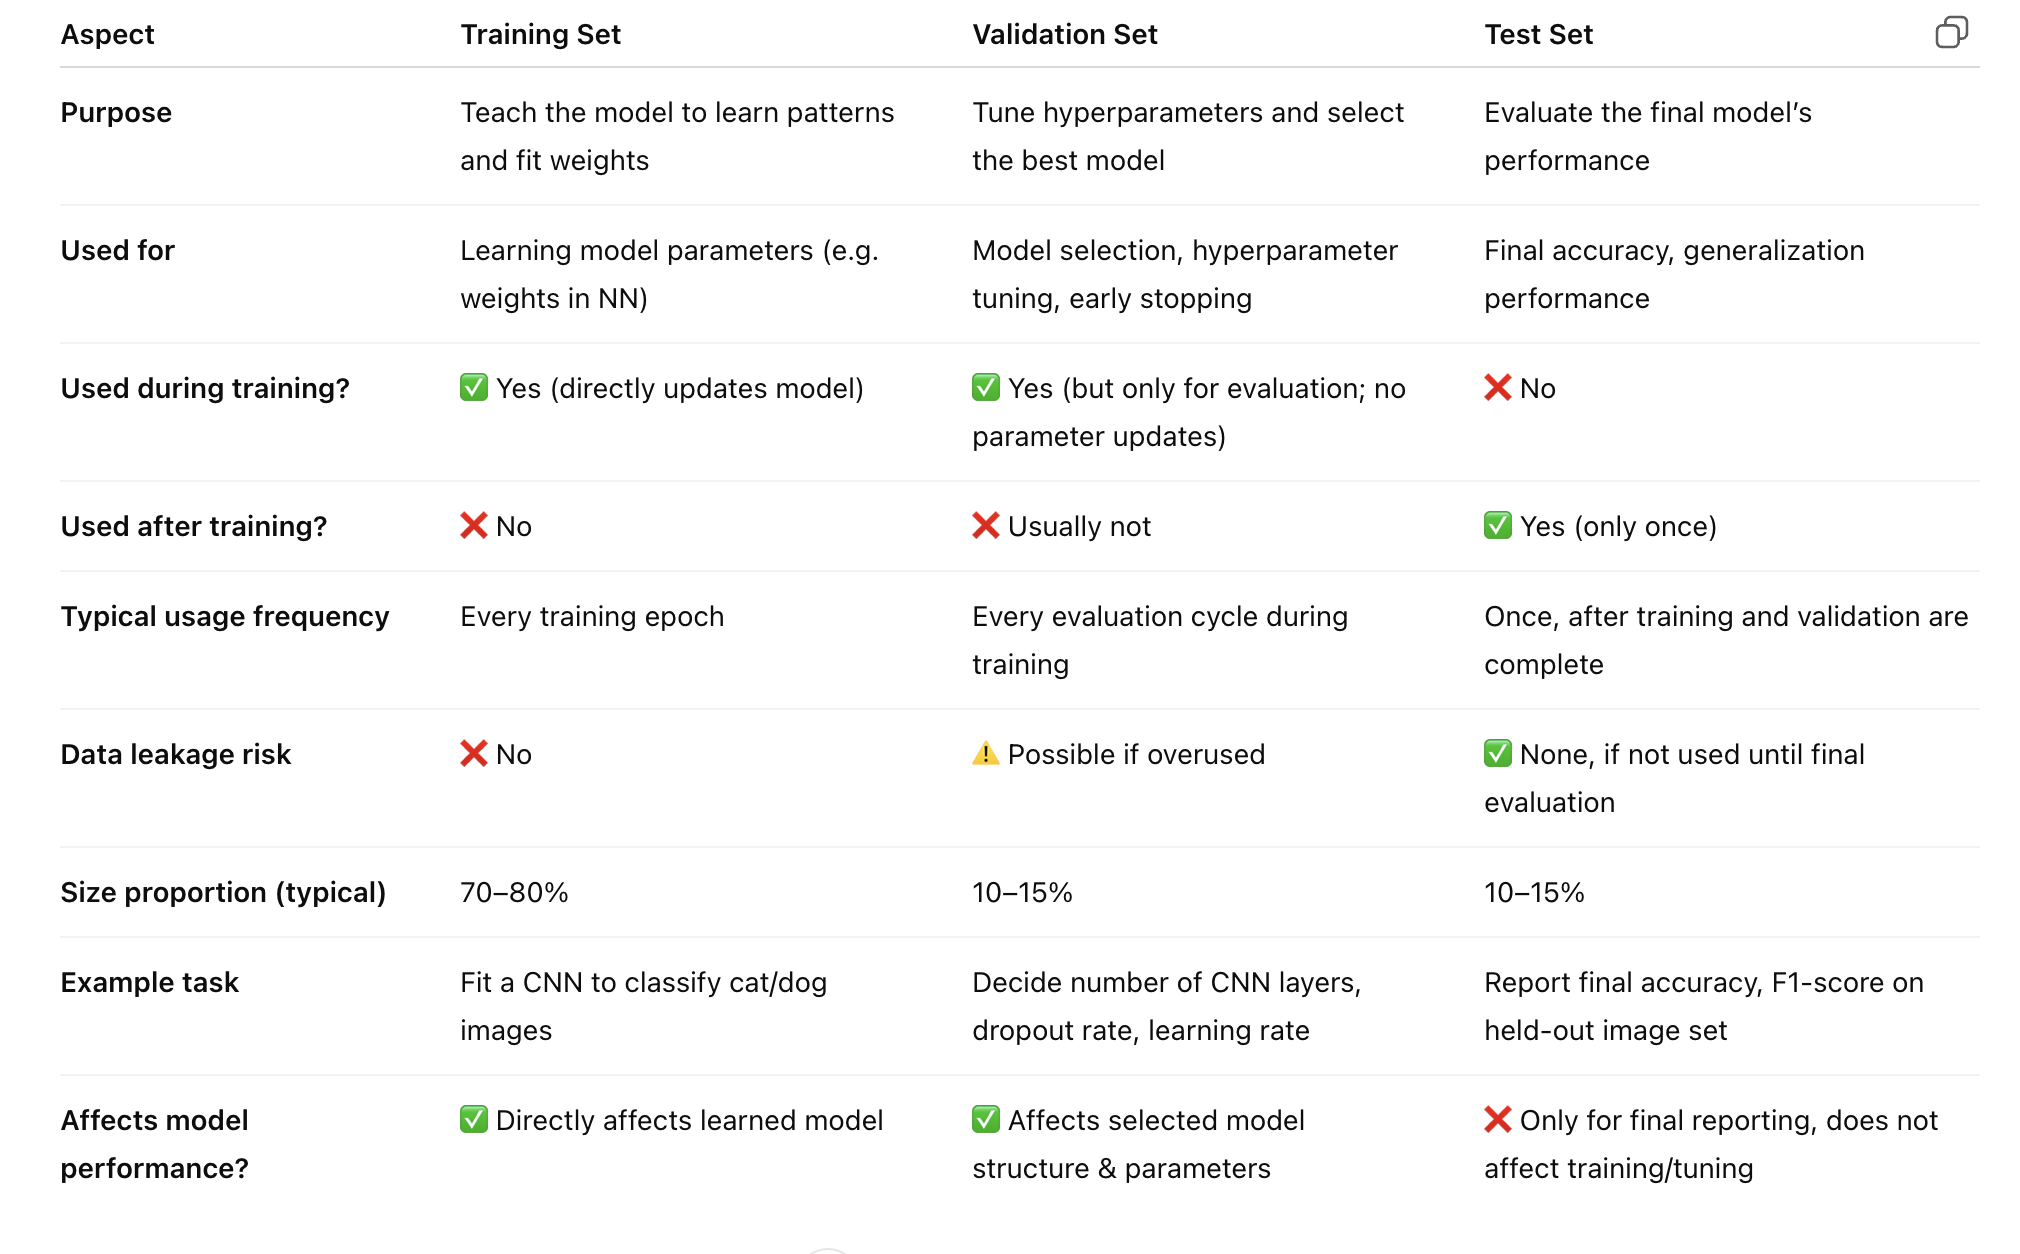 Aspect Training Set Validation Set Test Set
Purpose Teach the model to learn patterns Tune hyperparameters and select Evaluate the final model’s
and fit weights the best model performance
Used for Learning model parameters (e.g. Model selection, hyperparameter Final accuracy, generalization
weights in NN) tuning, early stopping performance
Used during training? ✅ Yes (directly updates model) ✅ Yes (but only for evaluation; no ❌ No
parameter updates)
Used after training? ❌ No ❌ Usually not ✅ Yes (only once)
Typical usage frequency Every training epoch Every evaluation cycle during Once, after training and validation are
training complete
Data leakage risk ❌ No ⚠️ Possible if overused ✅ None, if not used until final
evaluation
Size proportion (typical) 70–80% 10–15% 10–15%
Example task Fit a CNN to classify cat/dog Decide number of CNN layers, Report final accuracy, F1-score on
images dropout rate, learning rate held-out image set
Affects model ✅ Directly affects learned model ✅ Affects selected model ❌ Only for final reporting, does not
performance? structure & parameters affect training/tuning